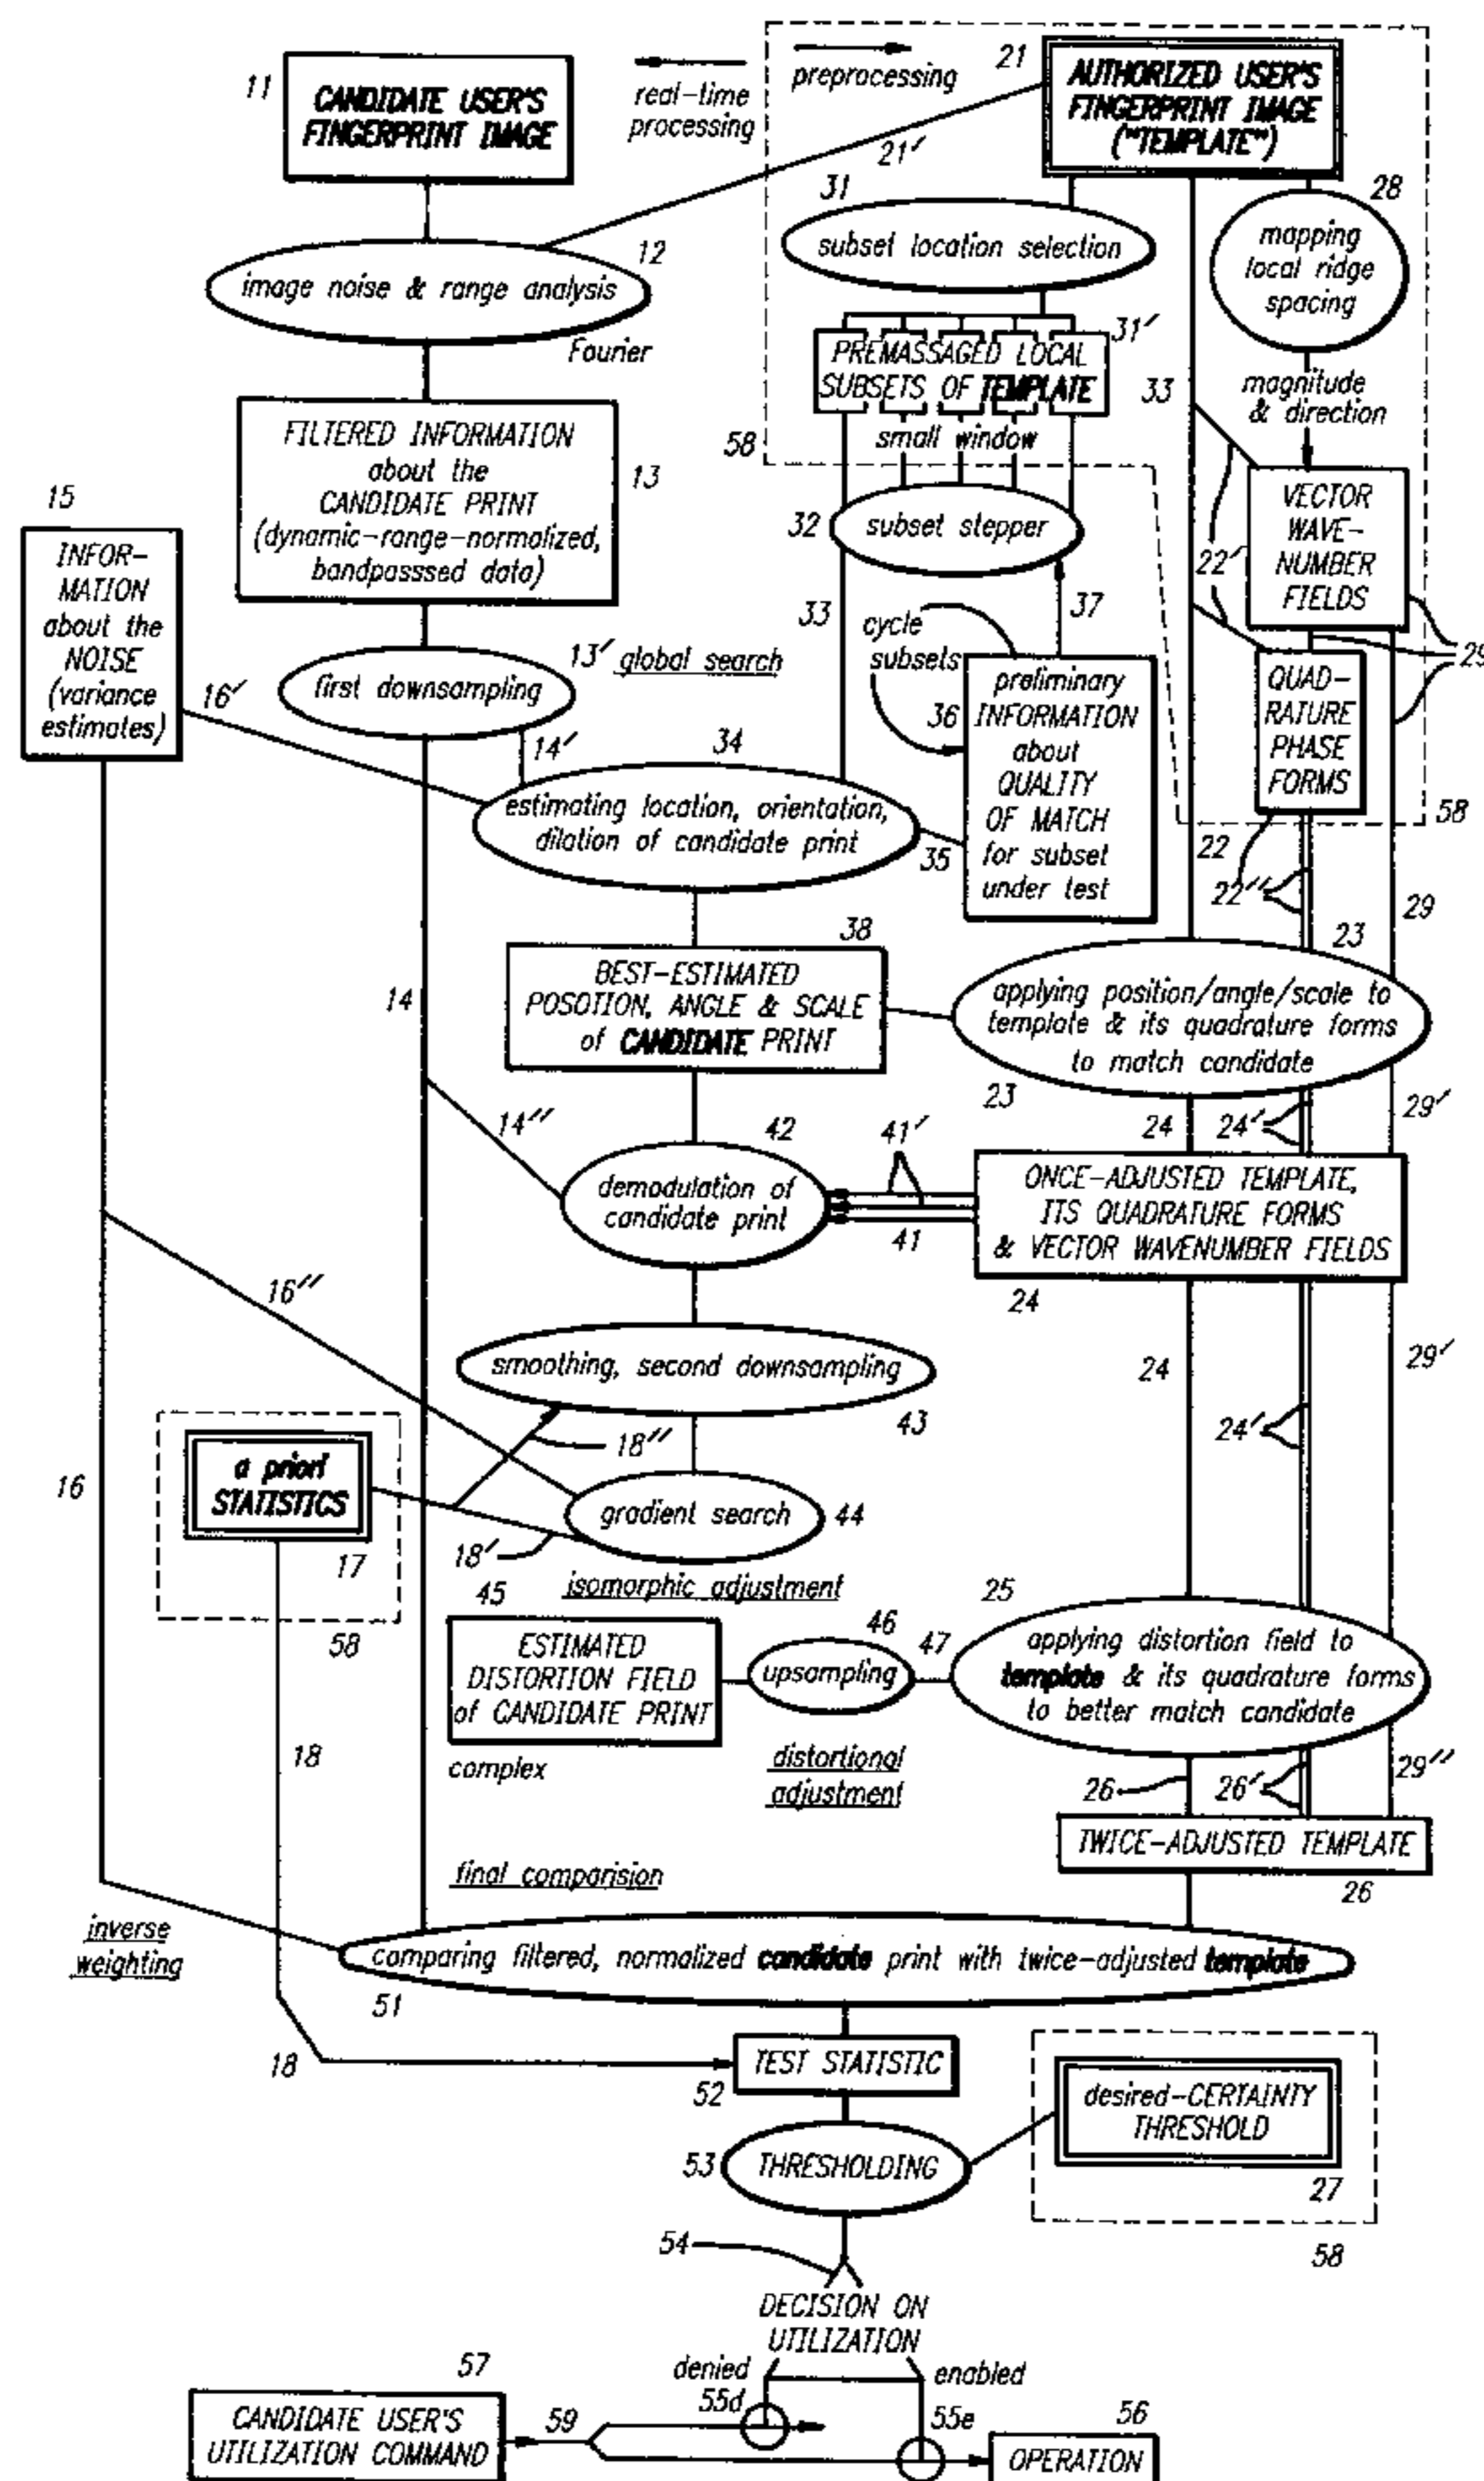 11
CANDIDATE USER'S
FINGERPRINT IMAGE
real-time
processing
preprocessing
21
AUTHORIZED USER'S
FINGERPRINT IMAGE
("TEMPLATE")
21'
31
28
12
subset location selection
mapping
local ridge
spacing
image noise & range analysis
Fourier
31'
PREMASSAGED LOCAL
SUBSETS OF TEMPLATE
33
magnitude
& direction
small window
58
FILTERED INFORMATION
about the
CANDIDATE PRINT
(dynamic-range-normalized,
bandpasssed data)
13
15
INFOR-
MATION
about the
NOISE
(variance
estimates)
32
subset stepper
VECTOR
WAVE-
NUMBER
FIELDS
22'
33
37
cycle
subsets
29
13'
global search
first downsampling
16'
14'
34
36
preliminary
INFORMATION
about
QUALITY
OF MATCH
for subset
under test
QUAD-
RATURE
PHASE
FORMS
58
estimating location, orientation,
dilation of candidate print
35
22
22''
29
38
23
14
BEST-ESTIMATED
POSOTION, ANGLE & SCALE
of CANDIDATE PRINT
applying position/angle/scale to
template & its quadrature forms
to match candidate
23
29'
14''
42
41'
24
24'
demodulation of
candidate print
41
ONCE-ADJUSTED TEMPLATE,
ITS QUADRATURE FORMS
& VECTOR WAVENUMBER FIELDS
24
16''
smoothing, second downsampling
43
24
29'
24'
18''
16
a priori
STATISTICS
17
58
gradient search
44
18'
isomorphic adjustment
45
ESTIMATED
DISTORTION FIELD
of CANDIDATE PRINT
complex
46
upsampling
47
25
applying distortion field to
template & its quadrature forms
to better match candidate
distortional
adjustment
18
26
26'
29''
TWICE-ADJUSTED TEMPLATE
26
final comparision
inverse
weighting
comparing filtered, normalized candidate print with twice-adjusted template
51
18
TEST STATISTIC
52
desired-CERTAINTY
THRESHOLD
27
58
53
THRESHOLDING
54
DECISION ON
UTILIZATION
denied
enabled
57
55d
55e
56
CANDIDATE USER'S
UTILIZATION COMMAND
59
OPERATION